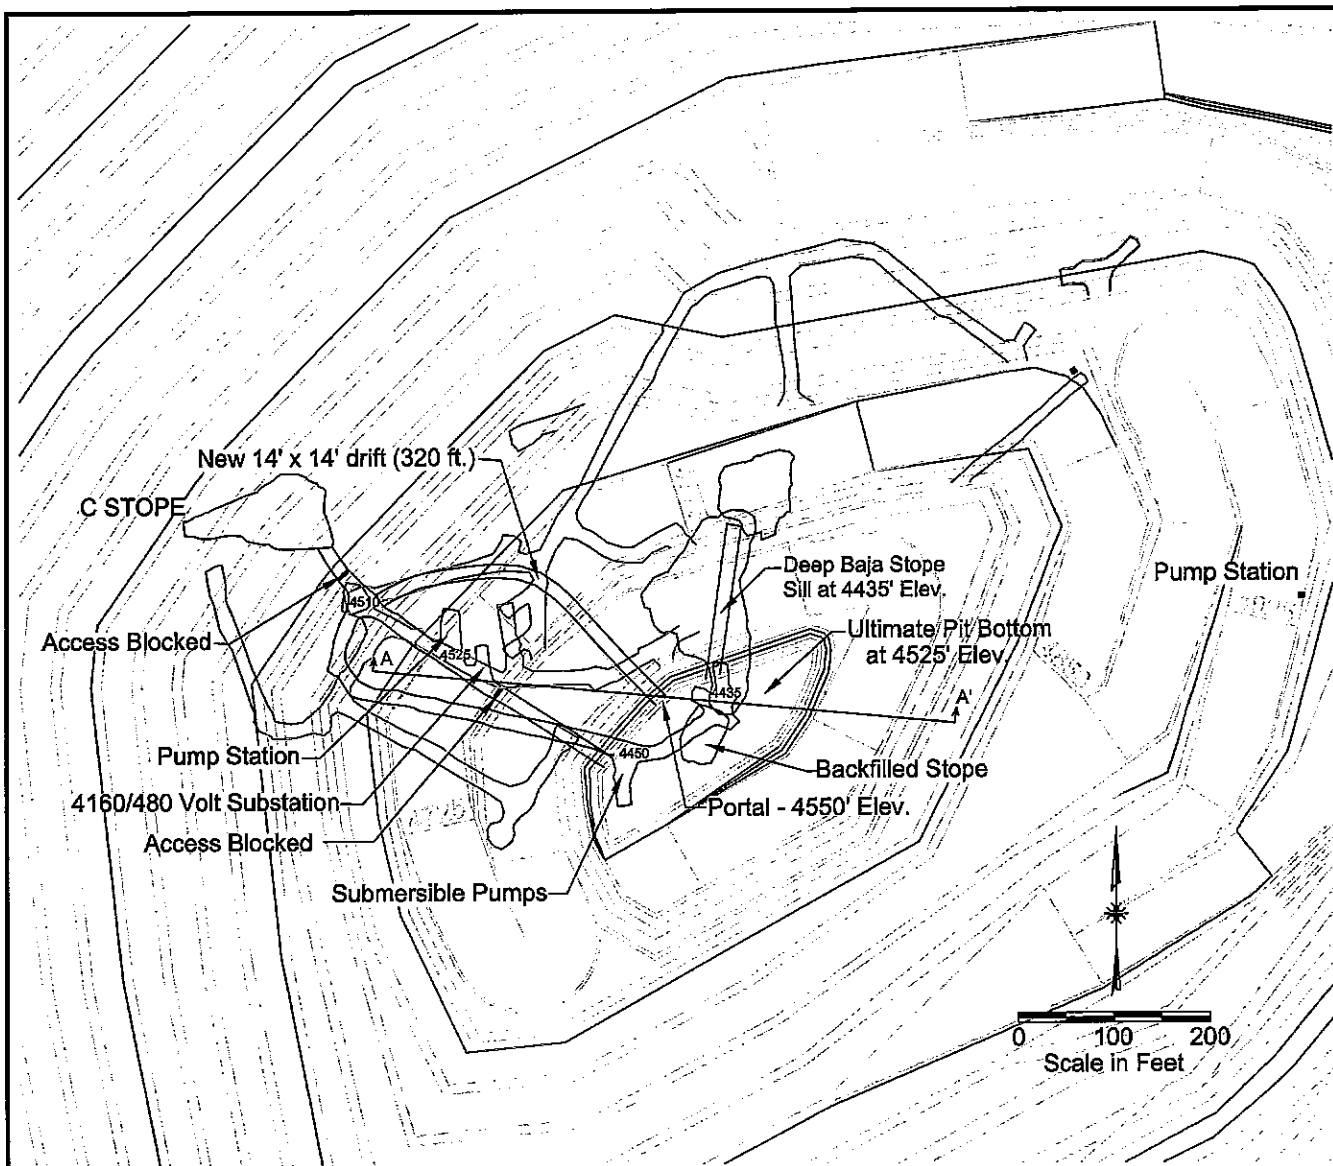 New 14' x 14' drift (320 ft.)
C STOPE
Deep Baja Stope
Sill at 4435' Elev.
Pump Station
4510
Access Blocked
Ultimate Pit Bottom
at 4525' Elev.
4525
A
4435
A'
Pump Station
4450
Backfilled Stope
4160/480 Volt Substation
Portal - 4550' Elev.
Access Blocked
Submersible Pumps
0 100 200
Scale in Feet